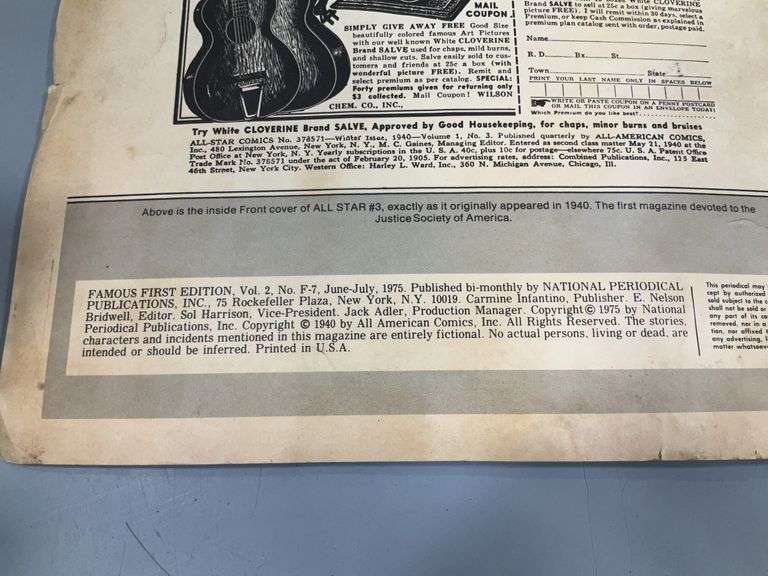 MAIL
COUPON
SIMPLY GIVE AWAY FREE Good Size
beautifully colored famous Art Pictures
with our well known White CLOVERINE
Brand SALVE used for chaps, mild burns,
and shallow cuts. Salve easily sold to cus-
tomers and friends at 25c a box (with
wonderful picture FREE). Remit and
select premium as per catalog. SPECIAL:
Forty premiums given for returning only
$3 collected. Mail Coupon! WILSON
CHEM. CO., INC.,
Brand SALVE to sell at 25c a box (giving marvelous
picture FREE). I will remit within 30 days, select a
Premium, or keep Cash Commission as explained in
premium plan catalog sent with order, postage paid.
Name
R. D. Bx. St.
Town State
PRINT YOUR LAST NAME ONLY IN SPACES BELOW
WRITE OR PASTE COUPON ON A PENNY POSTCARD
OR MAIL THIS COUPON IN AN ENVELOPE TODAY!
Which Premium do you like best?
Try White CLOVERINE Brand SALVE, Approved by Good Housekeeping, for chaps, minor burns and bruises
ALL-STAR COMICS No. 378571—Winter Issue, 1940—Volume 1, No. 3. Published quarterly by ALL-AMERICAN COMICS,
INC., 480 Lexington Avenue, New York, N. Y., M. C. Gaines, Managing Editor. Entered as second class matter May 21, 1940 at the
Post Office at New York, N. Y. Yearly subscriptions in the U. S. A. 40c, plus 10c for postage—elsewhere 75c. U. S. A. Patent Office
Trade Mark No. 378571 under the act of February 20, 1905. For advertising rates, address: Combined Publications, Inc., 125 East
46th Street, New York City. Western Office: Harley L. Ward, Inc., 360 N. Michigan Avenue, Chicago, Ill.
Above is the inside Front cover of ALL STAR #3, exactly as it originally appeared in 1940. The first magazine devoted to the
Justice Society of America.
FAMOUS FIRST EDITION, Vol. 2, No. F-7, June-July, 1975. Published bi-monthly by NATIONAL PERIODICAL
PUBLICATIONS, INC., 75 Rockefeller Plaza, New York, N.Y. 10019. Carmine Infantino, Publisher. E. Nelson
Bridwell, Editor. Sol Harrison, Vice-President. Jack Adler, Production Manager. Copyright © 1975 by National
Periodical Publications, Inc. Copyright © 1940 by All American Comics, Inc. All Rights Reserved. The stories,
characters and incidents mentioned in this magazine are entirely fictional. No actual persons, living or dead, are
intended or should be inferred. Printed in U.S.A.
This periodical may
cept by authorized
sold subject to the c
shall not be sold or
any part of its co
removed, nor in a
tion, nor affixed t
any advertising, l
matter whatsoev